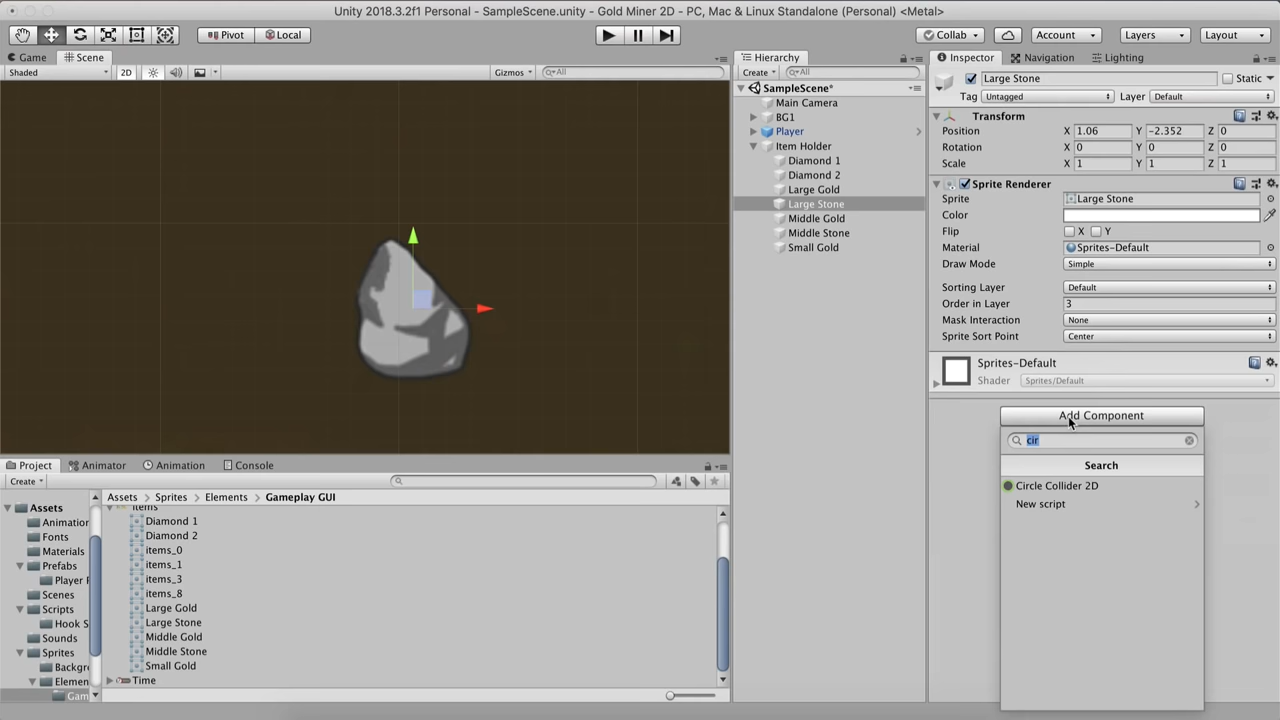 Unity 2018.3.2f1 Personal - SampleScene.unity - Gold Miner 2D - PC, Mac & Linux Standalone (Personal) <Metal>
Pivot Local Collab Account Layers Layout
Game Scene
Shaded 2D Gizmos All
Hierarchy
Create All
SampleScene*
Main Camera
BG1
Player
Item Holder
Diamond 1
Diamond 2
Large Gold
Large Stone
Middle Gold
Middle Stone
Small Gold
Inspector Navigation Lighting
Large Stone Static
Tag Untagged Layer Default
Transform
Position X 1.06 Y -2.352 Z 0
Rotation X 0 Y 0 Z 0
Scale X 1 Y 1 Z 1
Sprite Renderer
Sprite Large Stone
Color
Flip X Y
Material Sprites-Default
Draw Mode Simple
Sorting Layer Default
Order in Layer 3
Mask Interaction None
Sprite Sort Point Center
Sprites-Default
Shader Sprites/Default
Add Component
cir
Search
Circle Collider 2D
New script
Project Animator Animation Console
Create
Assets
Animation
Fonts
Materials
Prefabs
Player
Scenes
Scripts
Hook S
Sounds
Sprites
Backgr
Elemen
Gam
Assets Sprites Elements Gameplay GUI
items
Diamond 1
Diamond 2
items_0
items_1
items_3
items_8
Large Gold
Large Stone
Middle Gold
Middle Stone
Small Gold
Time